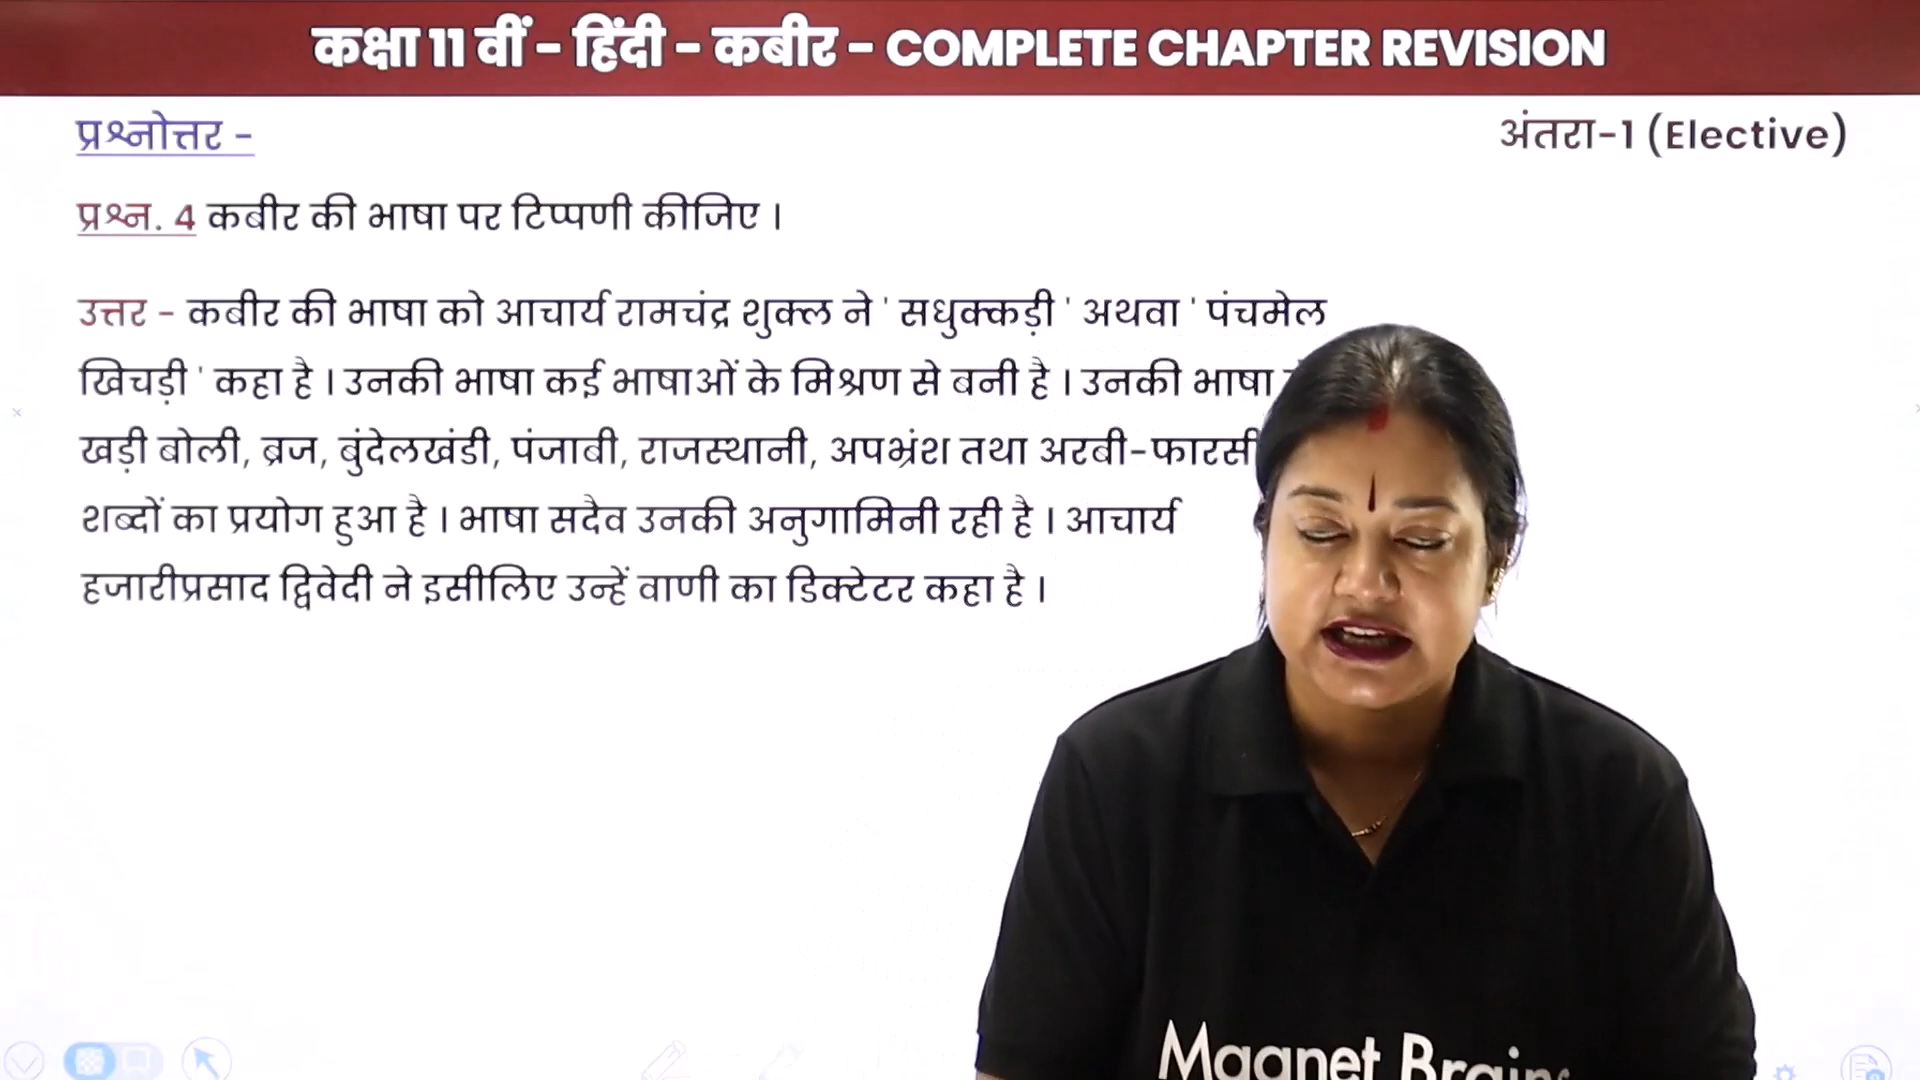 कक्षा 11 वीं – हिंदी – कबीर – COMPLETE CHAPTER REVISION
प्रश्नोत्तर –
अंतरा-1 (Elective)
प्रश्न. 4 कबीर की भाषा पर टिप्पणी कीजिए ।
उत्तर – कबीर की भाषा को आचार्य रामचंद्र शुक्ल ने ' सधुक्कड़ी ' अथवा ' पंचमेल
खिचड़ी ' कहा है । उनकी भाषा कई भाषाओं के मिश्रण से बनी है । उनकी भाषा
खड़ी बोली, ब्रज, बुंदेलखंडी, पंजाबी, राजस्थानी, अपभ्रंश तथा अरबी-फारसी
शब्दों का प्रयोग हुआ है । भाषा सदैव उनकी अनुगामिनी रही है । आचार्य
हजारीप्रसाद द्विवेदी ने इसीलिए उन्हें वाणी का डिक्टेटर कहा है ।
Magnet Brains